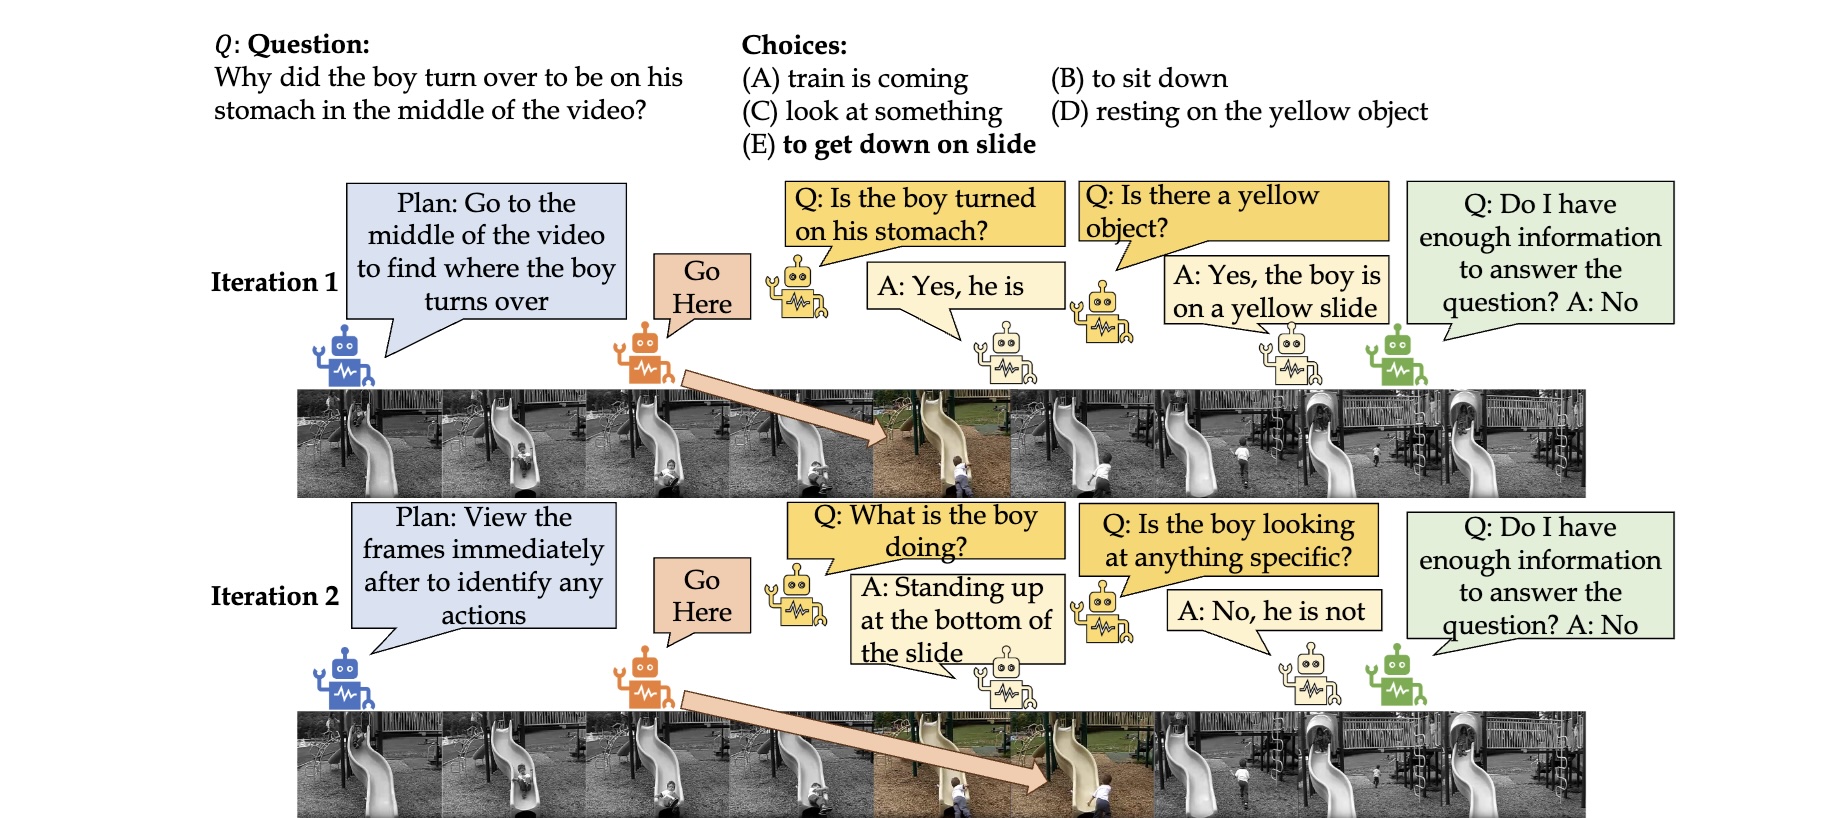 Q: Question:
Why did the boy turn over to be on his
stomach in the middle of the video?
Choices:
(A) train is coming
(B) to sit down
(C) look at something
(D) resting on the yellow object
(E) to get down on slide
Iteration 1
Plan: Go to the
middle of the video
to find where the boy
turns over
Go
Here
Q: Is the boy turned
on his stomach?
A: Yes, he is
Q: Is there a yellow
object?
A: Yes, the boy is
on a yellow slide
Q: Do I have
enough information
to answer the
question? A: No
Iteration 2
Plan: View the
frames immediately
after to identify any
actions
Go
Here
Q: What is the boy
doing?
A: Standing up
at the bottom of
the slide
Q: Is the boy looking
at anything specific?
A: No, he is not
Q: Do I have
enough information
to answer the
question? A: No